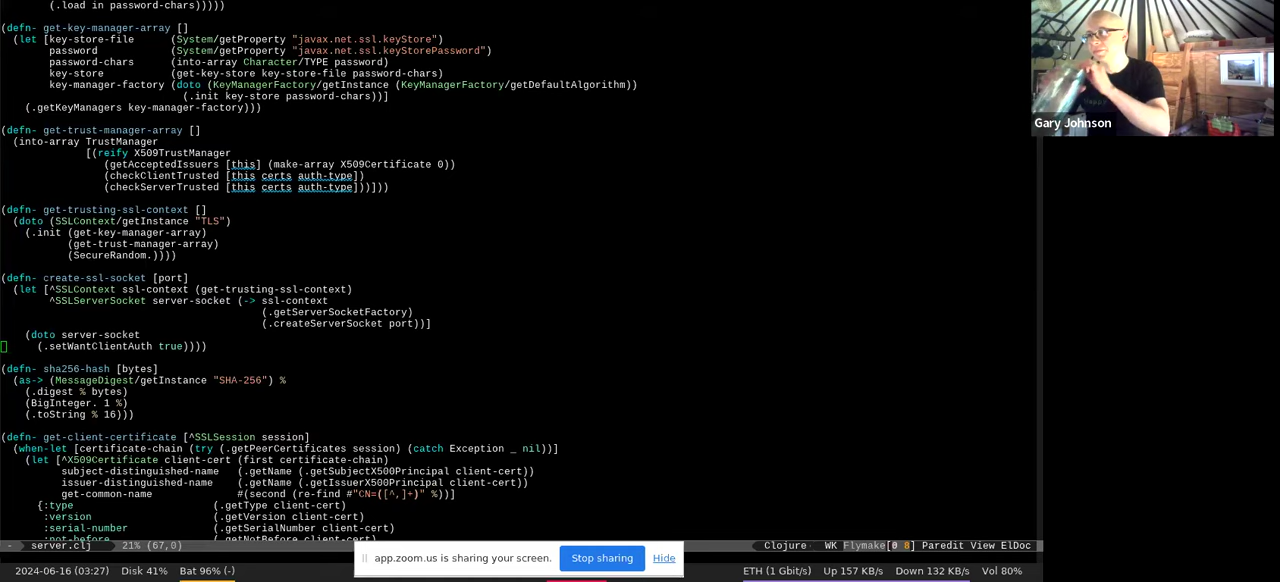 (.load in password-chars)))))
(defn- get-key-manager-array []
(let [key-store-file (System/getProperty "javax.net.ssl.keyStore")
password (System/getProperty "javax.net.ssl.keyStorePassword")
password-chars (into-array Character/TYPE password)
key-store (get-key-store key-store-file password-chars)
key-manager-factory (doto (KeyManagerFactory/getInstance (KeyManagerFactory/getDefaultAlgorithm))
(.init key-store password-chars))]
(.getKeyManagers key-manager-factory)))
(defn- get-trust-manager-array []
(into-array TrustManager
[(reify X509TrustManager
(getAcceptedIssuers [this] (make-array X509Certificate 0))
(checkClientTrusted [this certs auth-type])
(checkServerTrusted [this certs auth-type]))]))
(defn- get-trusting-ssl-context []
(doto (SSLContext/getInstance "TLS")
(.init (get-key-manager-array)
(get-trust-manager-array)
(SecureRandom.))))
(defn- create-ssl-socket [port]
(let [^SSLContext ssl-context (get-trusting-ssl-context)
^SSLServerSocket server-socket (-> ssl-context
(.getServerSocketFactory)
(.createServerSocket port))]
(doto server-socket
(.setWantClientAuth true))))
(defn- sha256-hash [bytes]
(as-> (MessageDigest/getInstance "SHA-256") %
(.digest % bytes)
(BigInteger. 1 %)
(.toString % 16)))
(defn- get-client-certificate [^SSLSession session]
(when-let [certificate-chain (try (.getPeerCertificates session) (catch Exception _ nil))]
(let [^X509Certificate client-cert (first certificate-chain)
subject-distinguished-name (.getName (.getSubjectX500Principal client-cert))
issuer-distinguished-name (.getName (.getIssuerX500Principal client-cert))
get-common-name #(second (re-find #"CN=([^,]+)" %))]
{:type (.getType client-cert)
:version (.getVersion client-cert)
:serial-number (.getSerialNumber client-cert)
:not-before (.getNotBefore client-cert)
- server.clj 21% (67,0) Clojure WK Flymake[0 8] Paredit View ElDoc
app.zoom.us is sharing your screen. Stop sharing Hide
2024-06-16 (03:27) Disk 41% Bat 96% (-) ETH (1 Gbit/s) Up 157 KB/s Down 132 KB/s Vol 80%
Gary Johnson